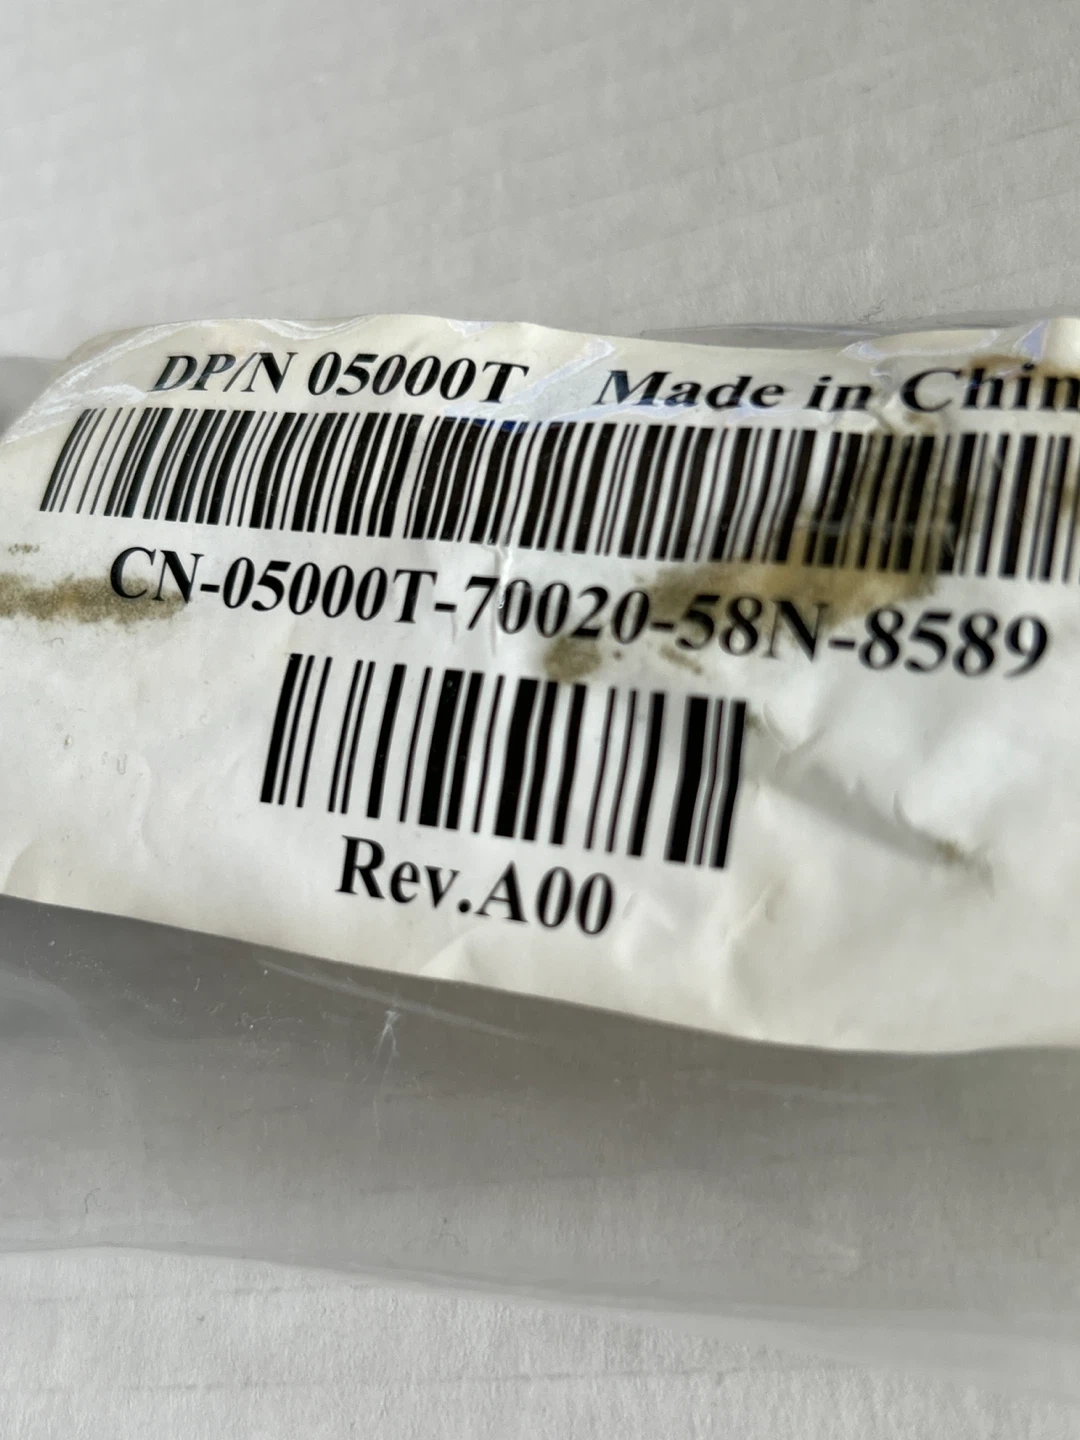 DP/N 05000T Made in Chin
CN-05000T-70020-58N-8589
Rev.A00